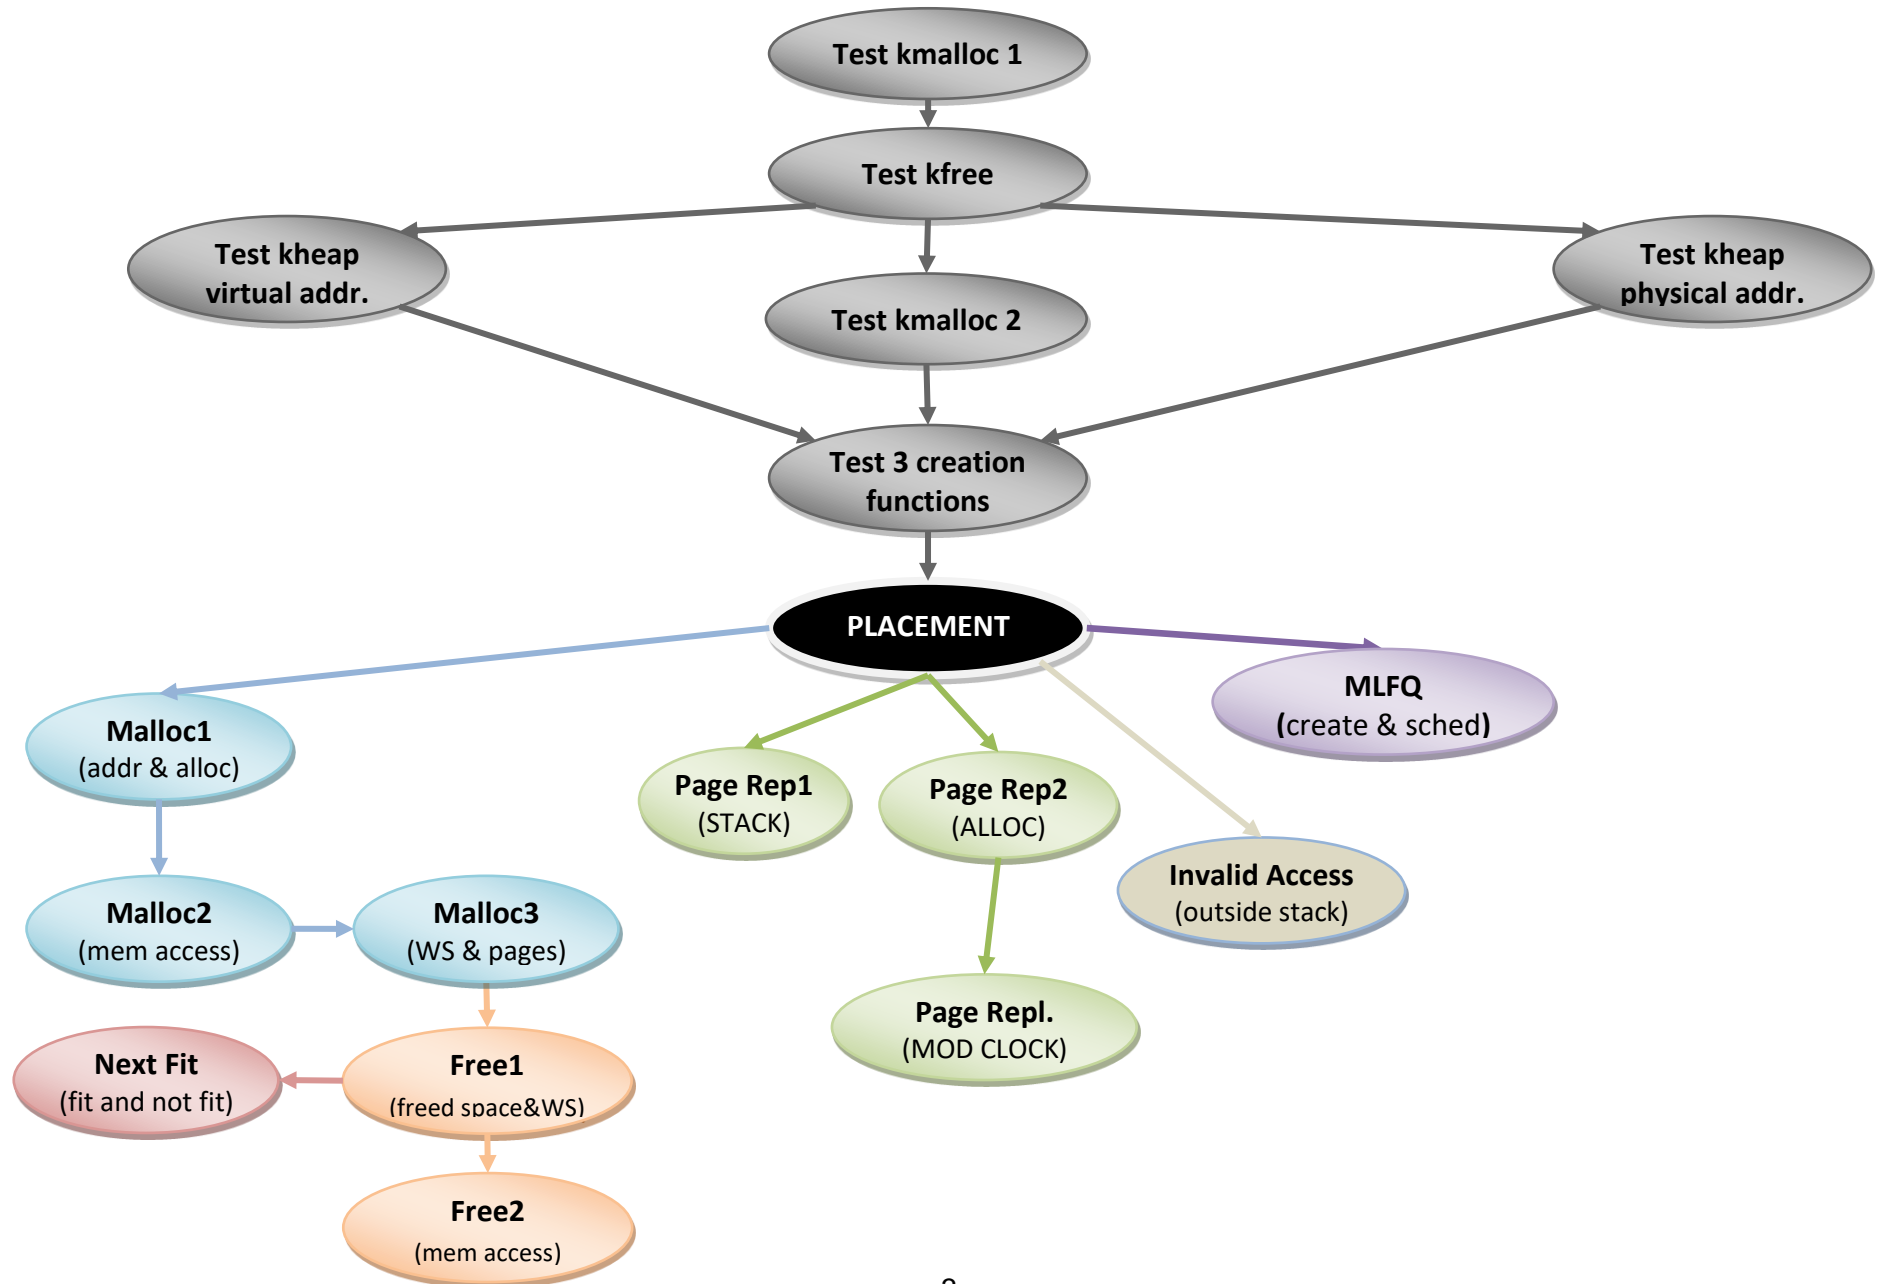 Test kmalloc 1
Test kfree
Test kheap
virtual addr.
Test kmalloc 2
Test kheap
physical addr.
Test 3 creation
functions
PLACEMENT
MLFQ
(create & sched)
Malloc1
(addr & alloc)
Page Rep1
(STACK)
Page Rep2
(ALLOC)
Invalid Access
(outside stack)
Malloc2
(mem access)
Malloc3
(WS & pages)
Page Repl.
(MOD CLOCK)
Next Fit
(fit and not fit)
Free1
(freed space&WS)
Free2
(mem access)